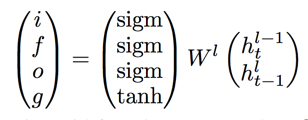 i sigm
f = sigm W^l h_t^{l-1}
o sigm h_{t-1}^l
g tanh